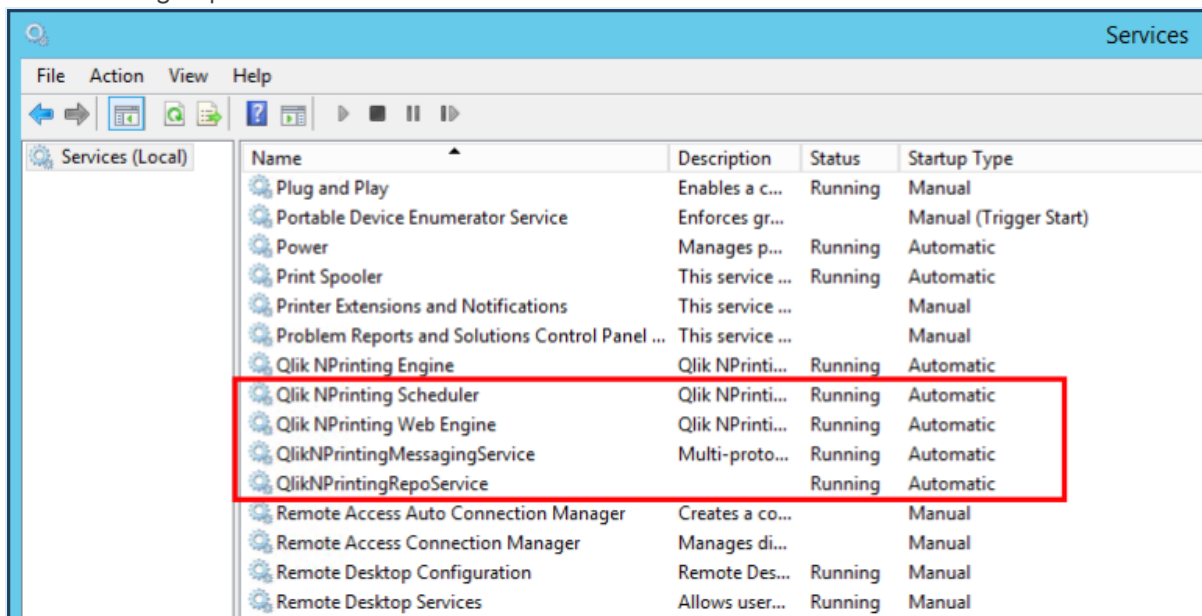 Services
File Action View Help
Services (Local)
Name Description Status Startup Type
Plug and Play Enables a c... Running Manual
Portable Device Enumerator Service Enforces gr... Manual (Trigger Start)
Power Manages p... Running Automatic
Print Spooler This service ... Running Automatic
Printer Extensions and Notifications This service ... Manual
Problem Reports and Solutions Control Panel ... This service ... Manual
Qlik NPrinting Engine Qlik NPrinti... Running Automatic
Qlik NPrinting Scheduler Qlik NPrinti... Running Automatic
Qlik NPrinting Web Engine Qlik NPrinti... Running Automatic
QlikNPrintingMessagingService Multi-proto... Running Automatic
QlikNPrintingRepoService Running Automatic
Remote Access Auto Connection Manager Creates a co... Manual
Remote Access Connection Manager Manages di... Manual
Remote Desktop Configuration Remote Des... Running Manual
Remote Desktop Services Allows user... Running Manual